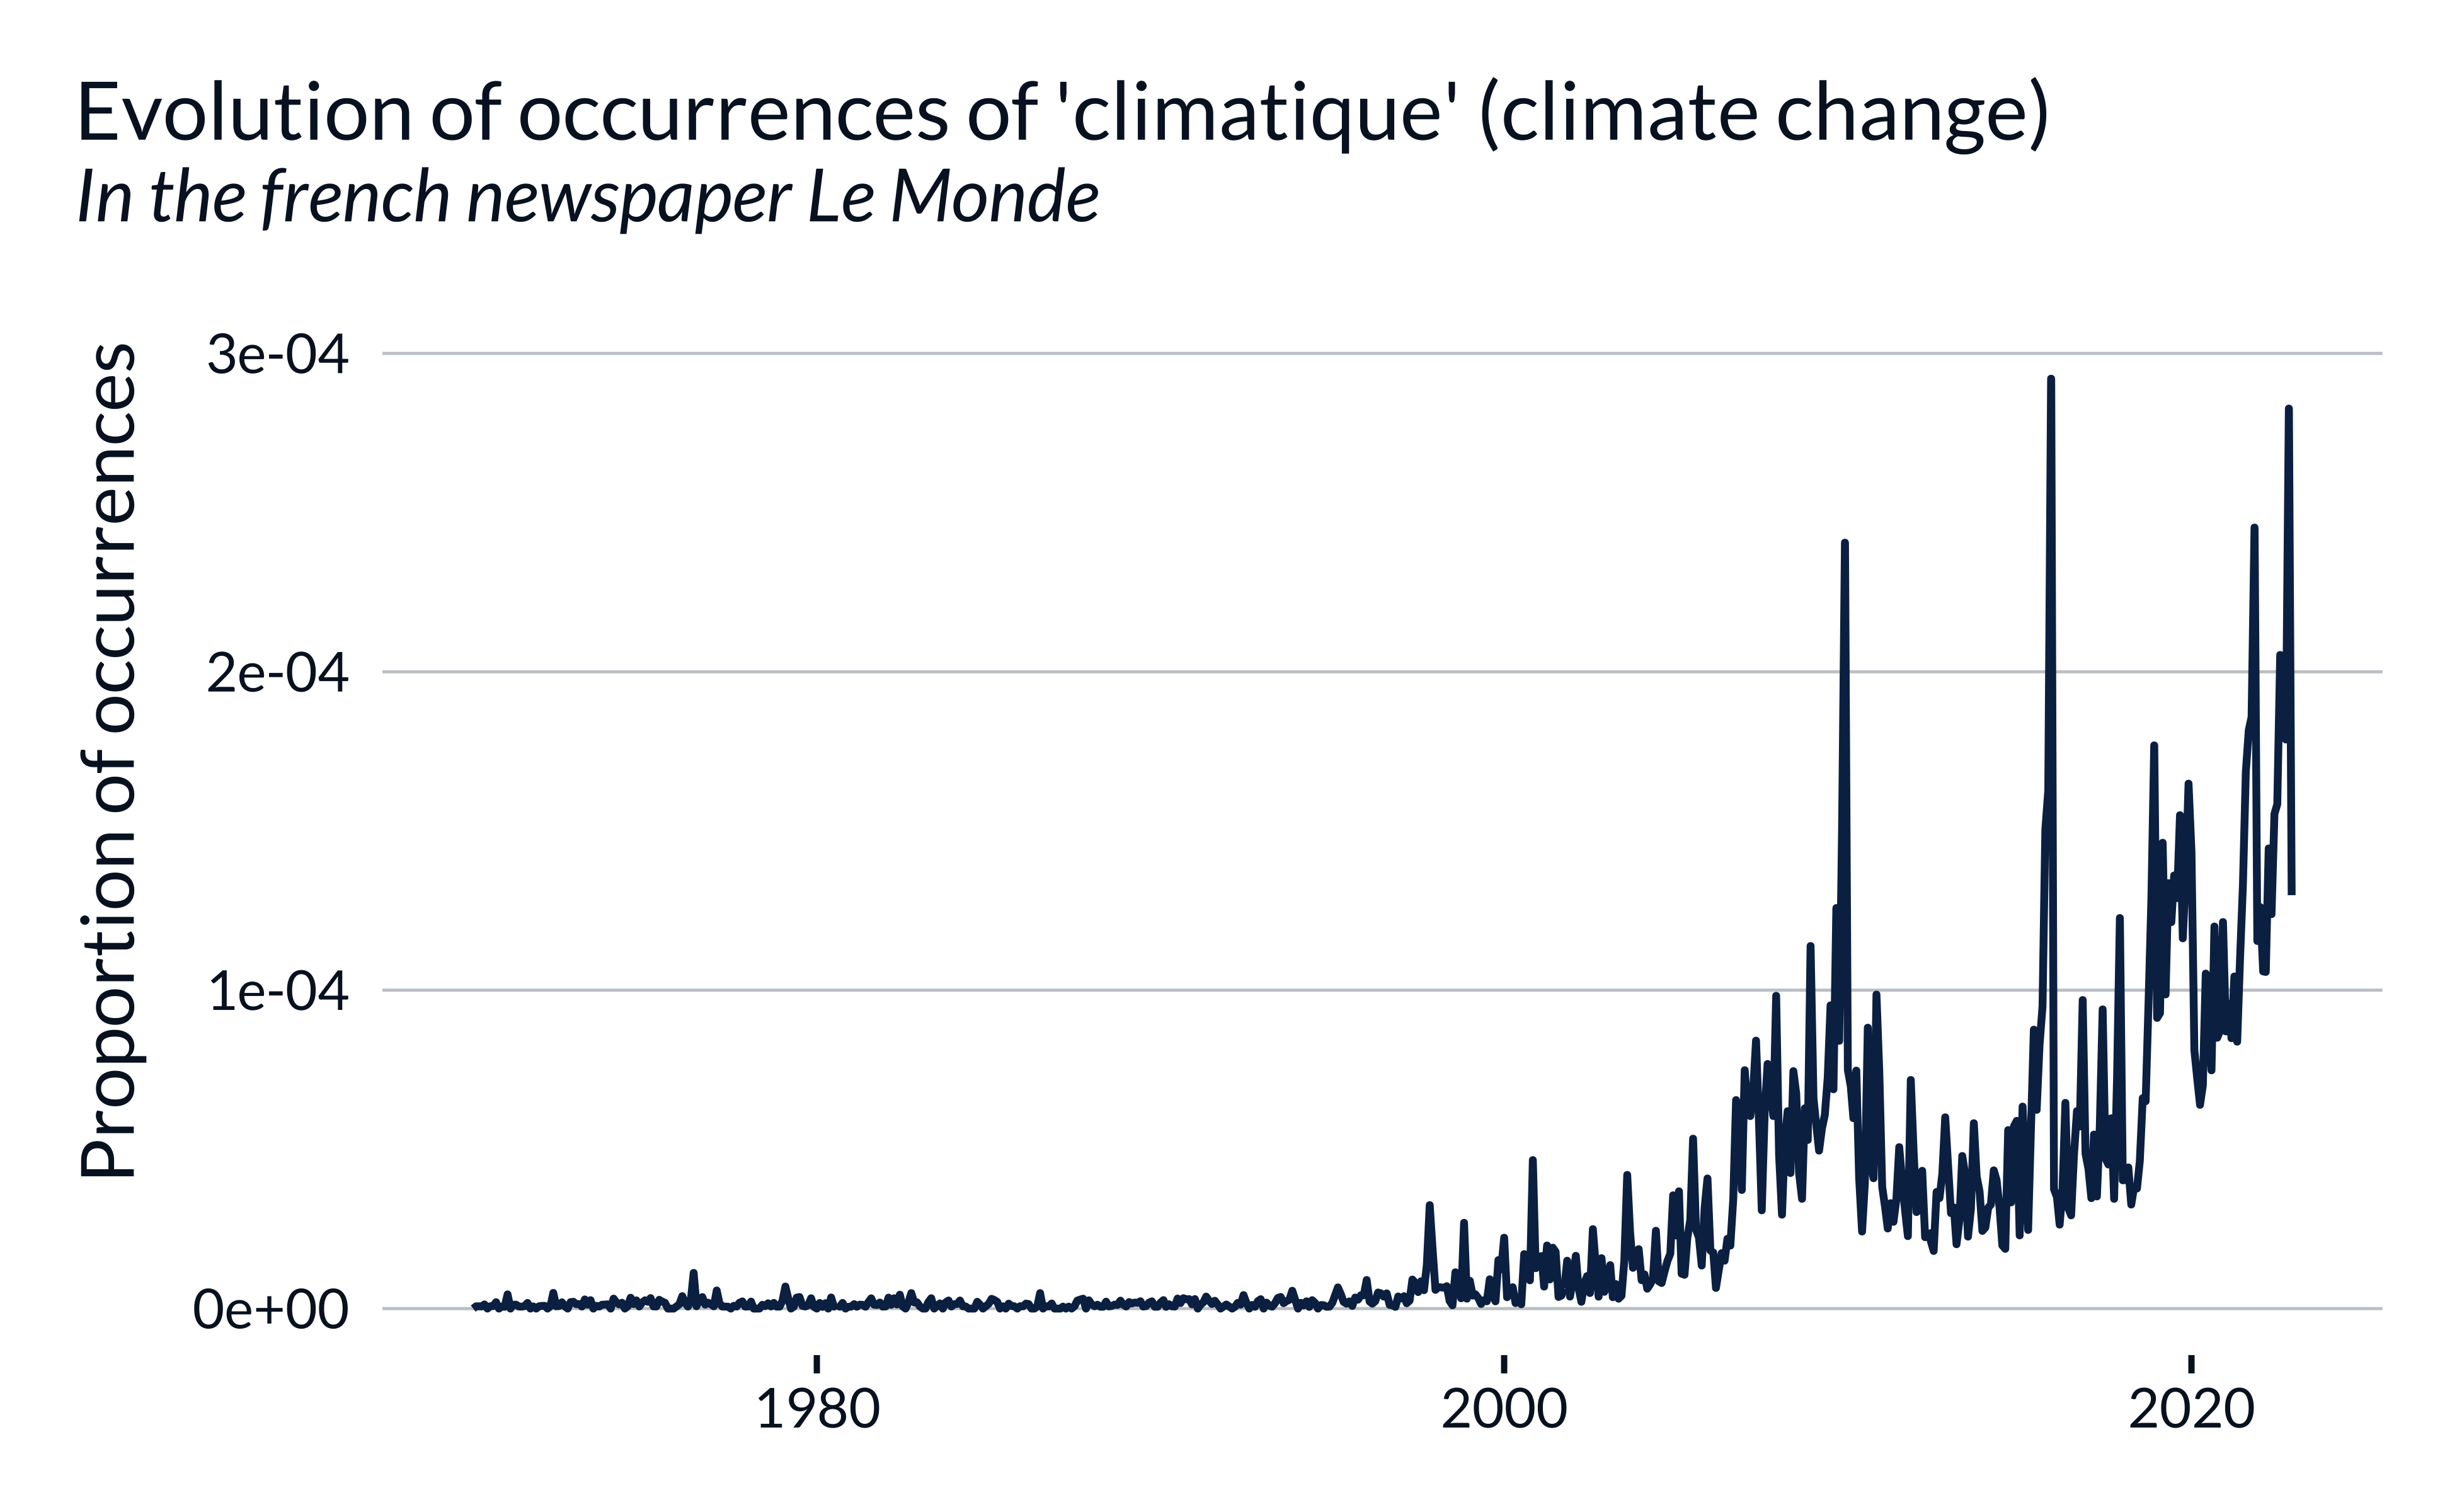 Evolution of occurrences of 'climatique' (climate change)
In the french newspaper Le Monde
Proportion of occurrences
3e-04
2e-04
1e-04
0e+00
1980
2000
2020